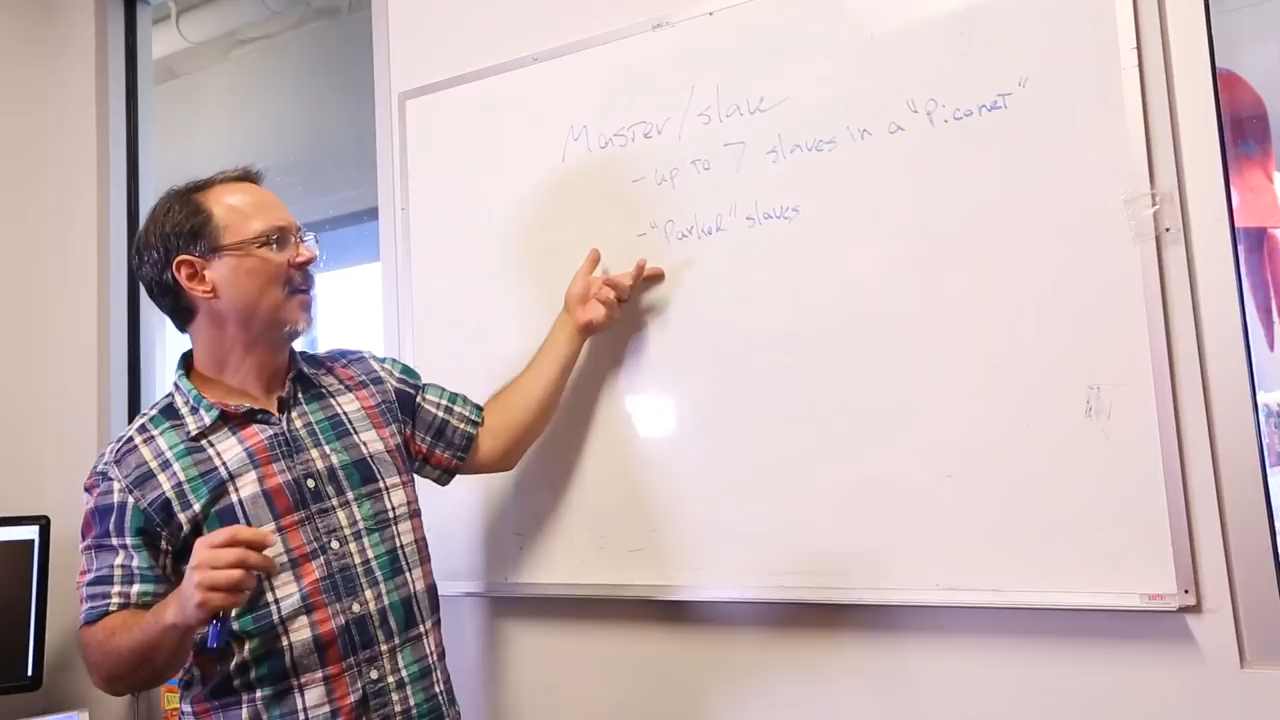 Master/slave
- up to 7 slaves in a "PiconeT"
- "Parked" slaves